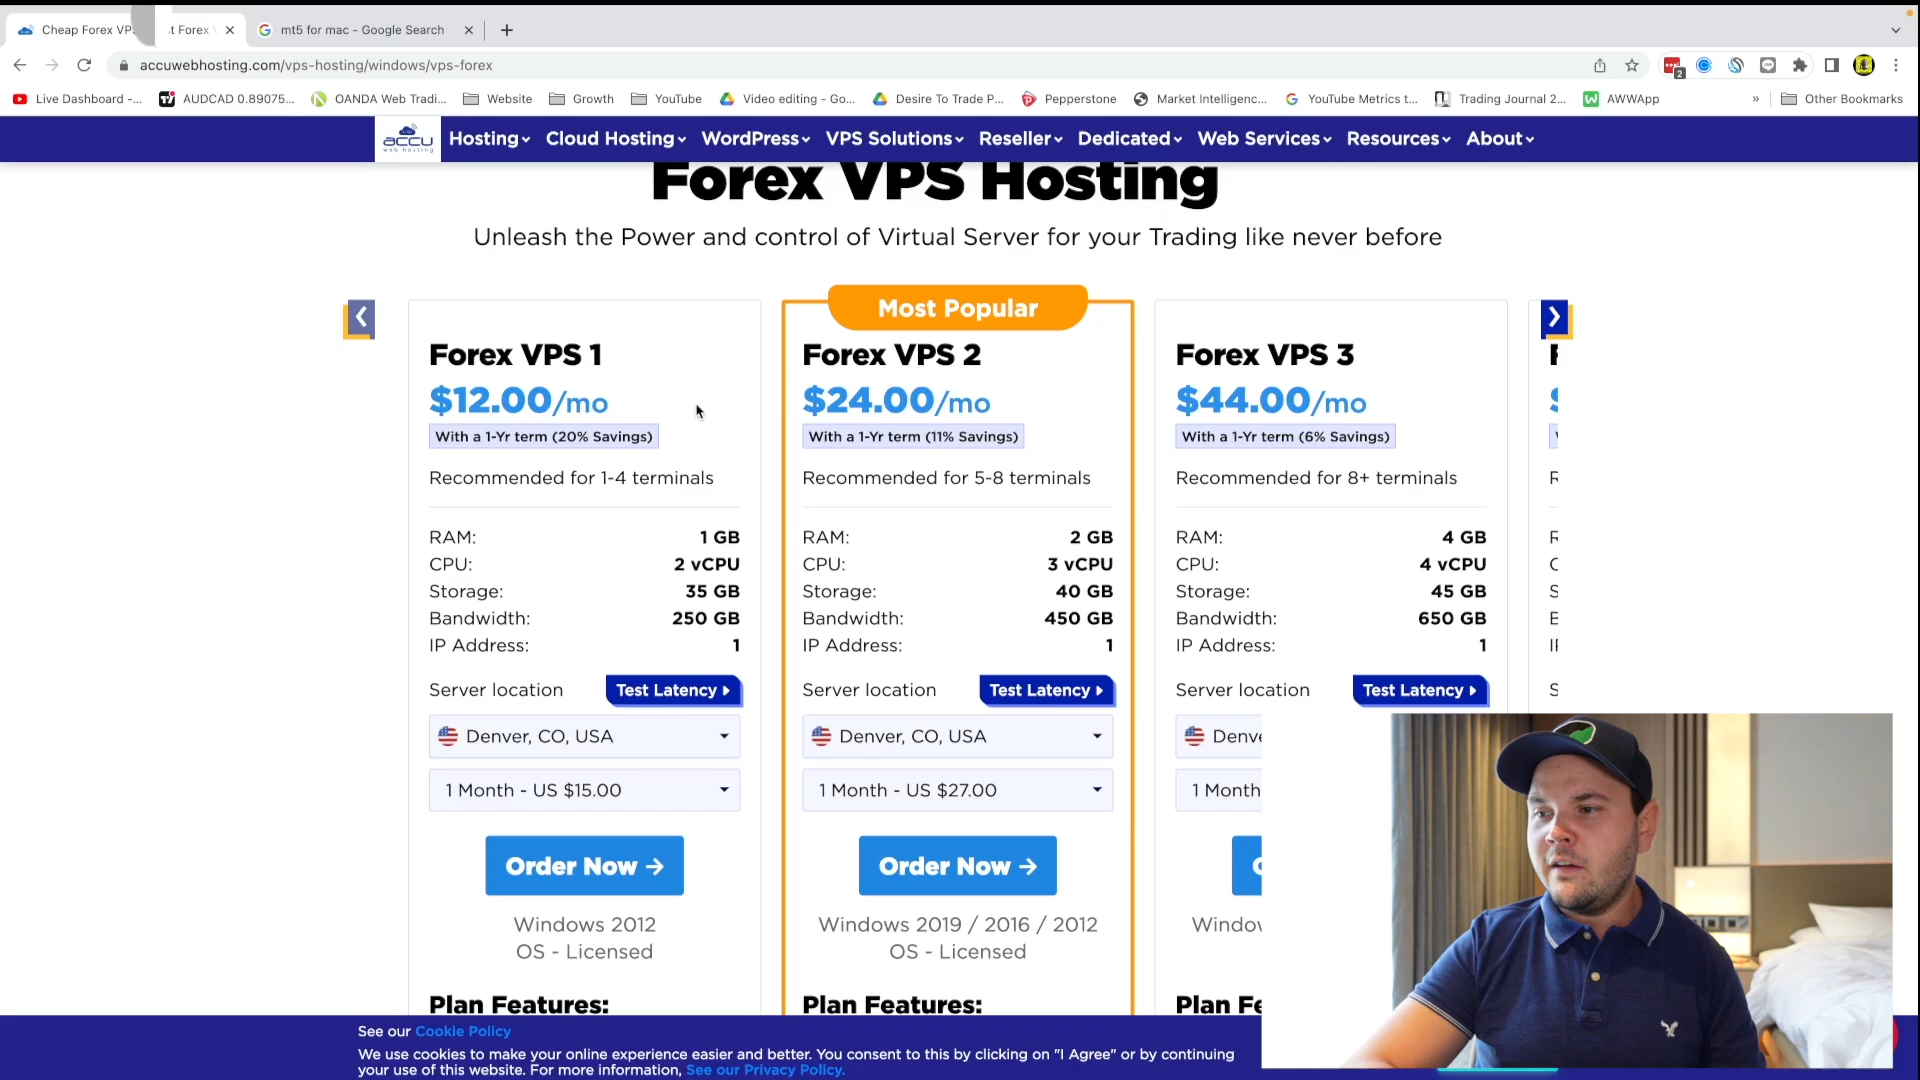 Cheap Forex VP
t Forex
mt5 for mac - Google Search
accuwebhosting.com/vps-hosting/windows/vps-forex
2
Live Dashboard -...
AUDCAD 0.89075...
OANDA Web Tradi...
Website
Growth
YouTube
Video editing - Go...
Desire To Trade P...
Pepperstone
Market Intelligenc...
YouTube Metrics t...
Trading Journal 2...
AWWApp
»
Other Bookmarks
accu
web hosting
Hosting
Cloud Hosting
WordPress
VPS Solutions
Reseller
Dedicated
Web Services
Resources
About
Forex VPS Hosting
Unleash the Power and control of Virtual Server for your Trading like never before
Forex VPS 1
$12.00/mo
With a 1-Yr term (20% Savings)
Recommended for 1-4 terminals
RAM: 1 GB
CPU: 2 vCPU
Storage: 35 GB
Bandwidth: 250 GB
IP Address: 1
Server location
Test Latency
Denver, CO, USA
1 Month - US $15.00
Order Now →
Windows 2012
OS - Licensed
Plan Features:
Most Popular
Forex VPS 2
$24.00/mo
With a 1-Yr term (11% Savings)
Recommended for 5-8 terminals
RAM: 2 GB
CPU: 3 vCPU
Storage: 40 GB
Bandwidth: 450 GB
IP Address: 1
Server location
Test Latency
Denver, CO, USA
1 Month - US $27.00
Order Now →
Windows 2019 / 2016 / 2012
OS - Licensed
Plan Features:
Forex VPS 3
$44.00/mo
With a 1-Yr term (6% Savings)
Recommended for 8+ terminals
RAM: 4 GB
CPU: 4 vCPU
Storage: 45 GB
Bandwidth: 650 GB
IP Address: 1
Server location
Test Latency
Denve
1 Month
Windov
Plan Fe
See our Cookie Policy
We use cookies to make your online experience easier and better. You consent to this by clicking on "I Agree" or by continuing
your use of this website. For more information, See our Privacy Policy.